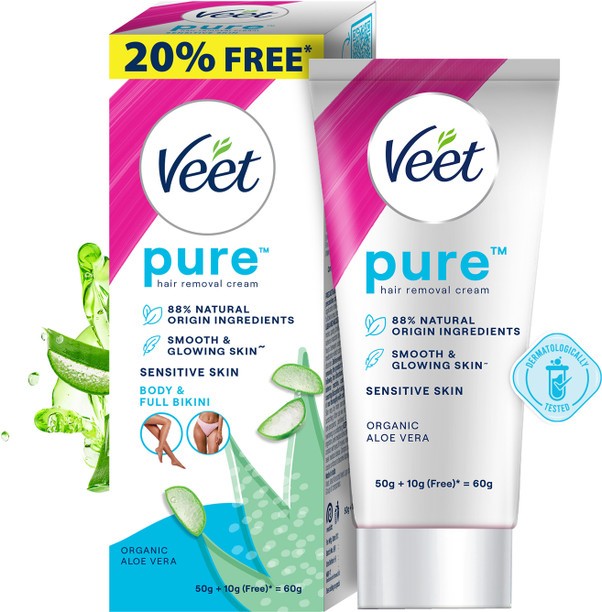 Veet
pure
20% FREE*
Veet
pure™
hair removal cream
88% NATURAL
ORIGIN INGREDIENTS
SMOOTH &
GLOWING SKIN~
SENSITIVE SKIN
BODY &
FULL BIKINI
ORGANIC
ALOE VERA
50g + 10g (Free)* = 60g
Veet
pure™
hair removal cream
88% NATURAL
ORIGIN INGREDIENTS
SMOOTH &
GLOWING SKIN~
SENSITIVE SKIN
ORGANIC
ALOE VERA
50g + 10g (Free)* = 60g
DERMATOLOGICALLY
TESTED